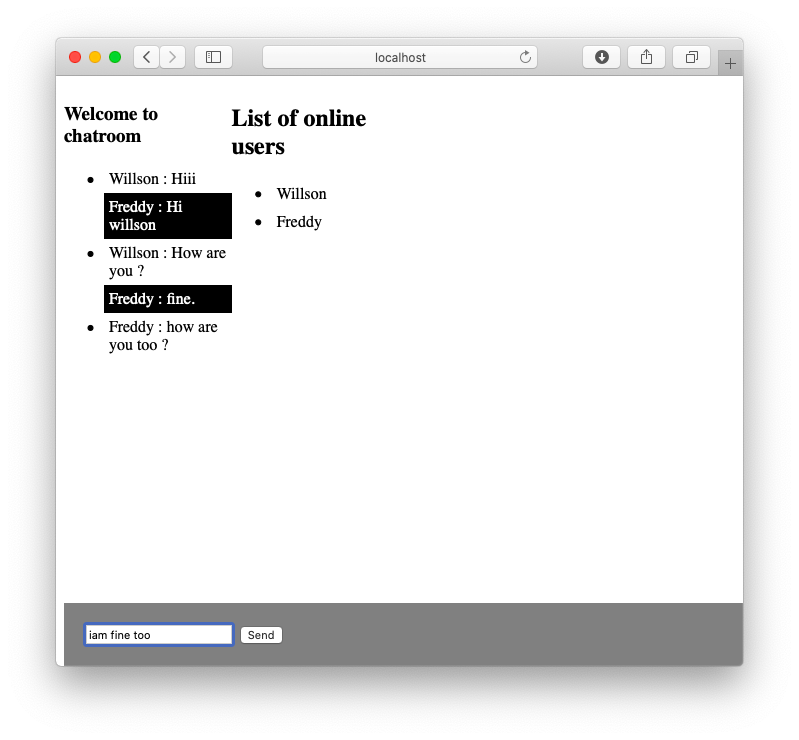 localhost
Welcome to
chatroom
Willson : Hiii
Freddy : Hi
willson
Willson : How are
you ?
Freddy : fine.
Freddy : how are
you too ?
List of online
users
Willson
Freddy
iam fine too
Send